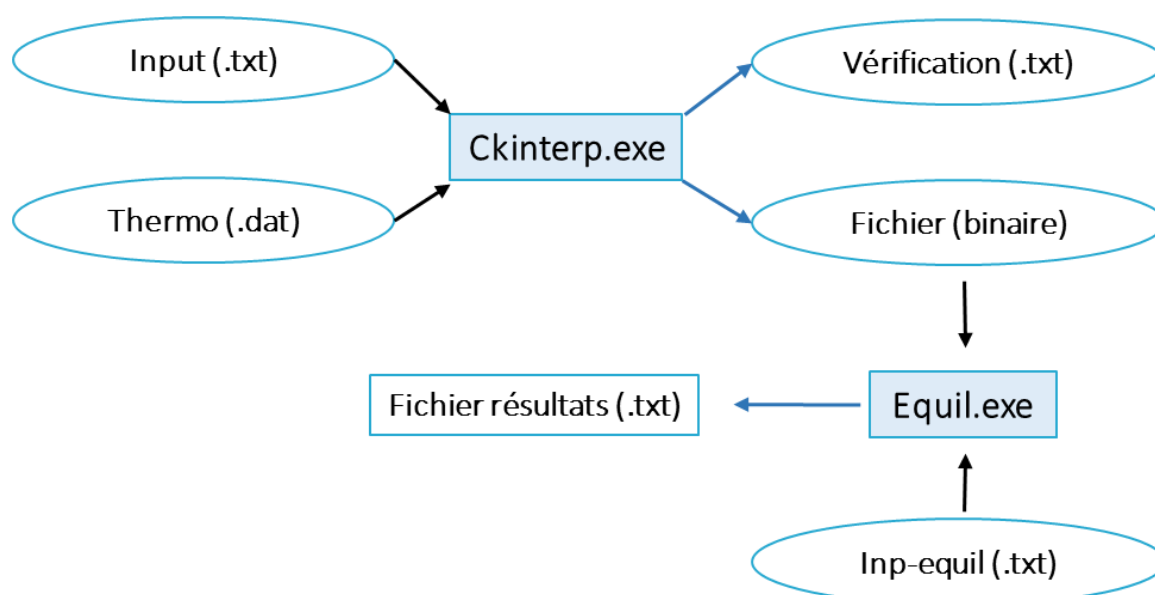 Input (.txt)
Vérification (.txt)
Ckinterp.exe
Thermo (.dat)
Fichier (binaire)
Fichier résultats (.txt)
Equil.exe
Inp-equil (.txt)